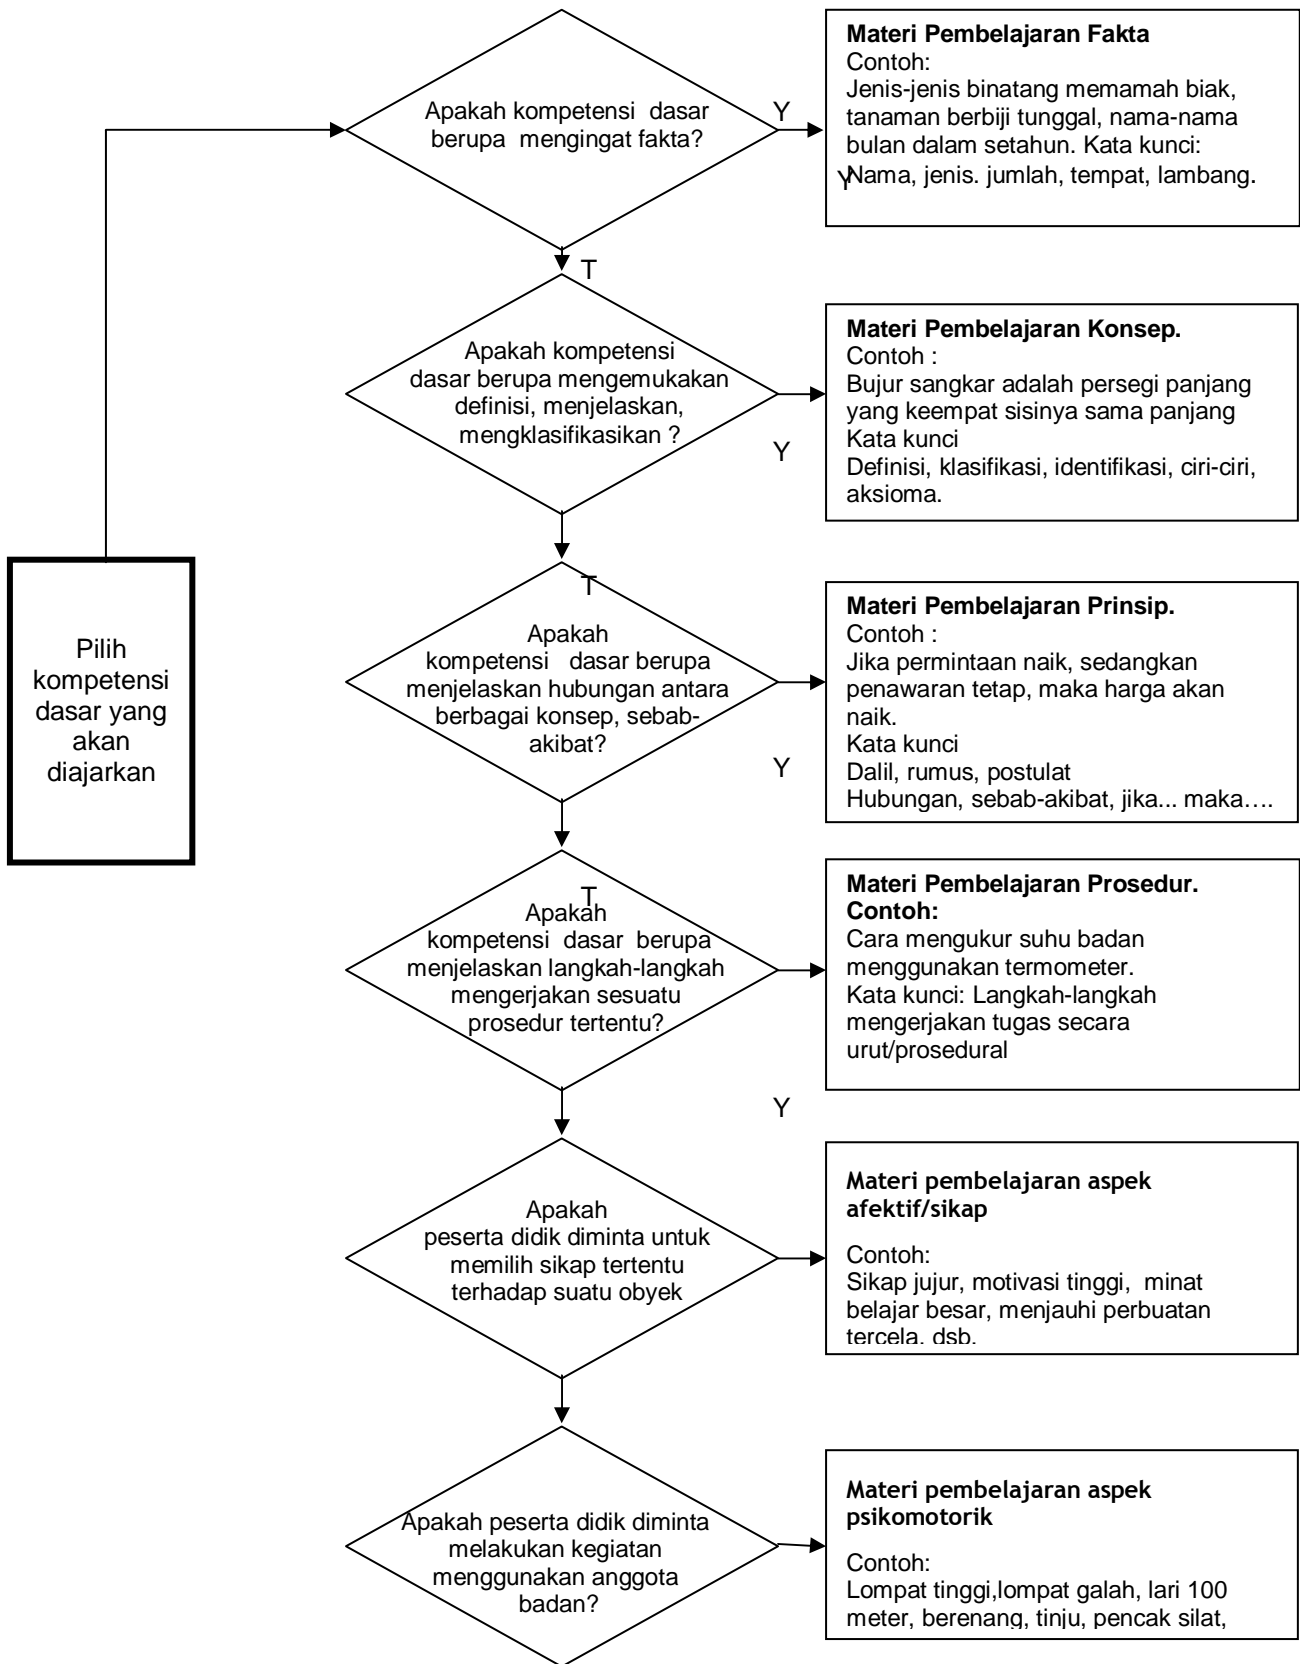 Apakah kompetensi dasar
berupa mengingat fakta?
Y
Materi Pembelajaran Fakta
Contoh:
Jenis-jenis binatang memamah biak,
tanaman berbiji tunggal, nama-nama
bulan dalam setahun. Kata kunci:
Nama, jenis. jumlah, tempat, lambang.
Y
T
Apakah kompetensi
dasar berupa mengemukakan
definisi, menjelaskan,
mengklasifikasikan ?
Y
Materi Pembelajaran Konsep.
Contoh :
Bujur sangkar adalah persegi panjang
yang keempat sisinya sama panjang
Kata kunci
Definisi, klasifikasi, identifikasi, ciri-ciri,
aksioma.
Pilih
kompetensi
dasar yang
akan
diajarkan
T
Apakah
kompetensi dasar berupa
menjelaskan hubungan antara
berbagai konsep, sebab-
akibat?
Y
Materi Pembelajaran Prinsip.
Contoh :
Jika permintaan naik, sedangkan
penawaran tetap, maka harga akan
naik.
Kata kunci
Dalil, rumus, postulat
Hubungan, sebab-akibat, jika... maka….
T
Apakah
kompetensi dasar berupa
menjelaskan langkah-langkah
mengerjakan sesuatu
prosedur tertentu?
Y
Materi Pembelajaran Prosedur.
Contoh:
Cara mengukur suhu badan
menggunakan termometer.
Kata kunci: Langkah-langkah
mengerjakan tugas secara
urut/prosedural
Apakah
peserta didik diminta untuk
memilih sikap tertentu
terhadap suatu obyek
Materi pembelajaran aspek
afektif/sikap
Contoh:
Sikap jujur, motivasi tinggi, minat
belajar besar, menjauhi perbuatan
tercela, dsb.
Apakah peserta didik diminta
melakukan kegiatan
menggunakan anggota
badan?
Materi pembelajaran aspek
psikomotorik
Contoh:
Lompat tinggi,lompat galah, lari 100
meter, berenang, tinju, pencak silat,